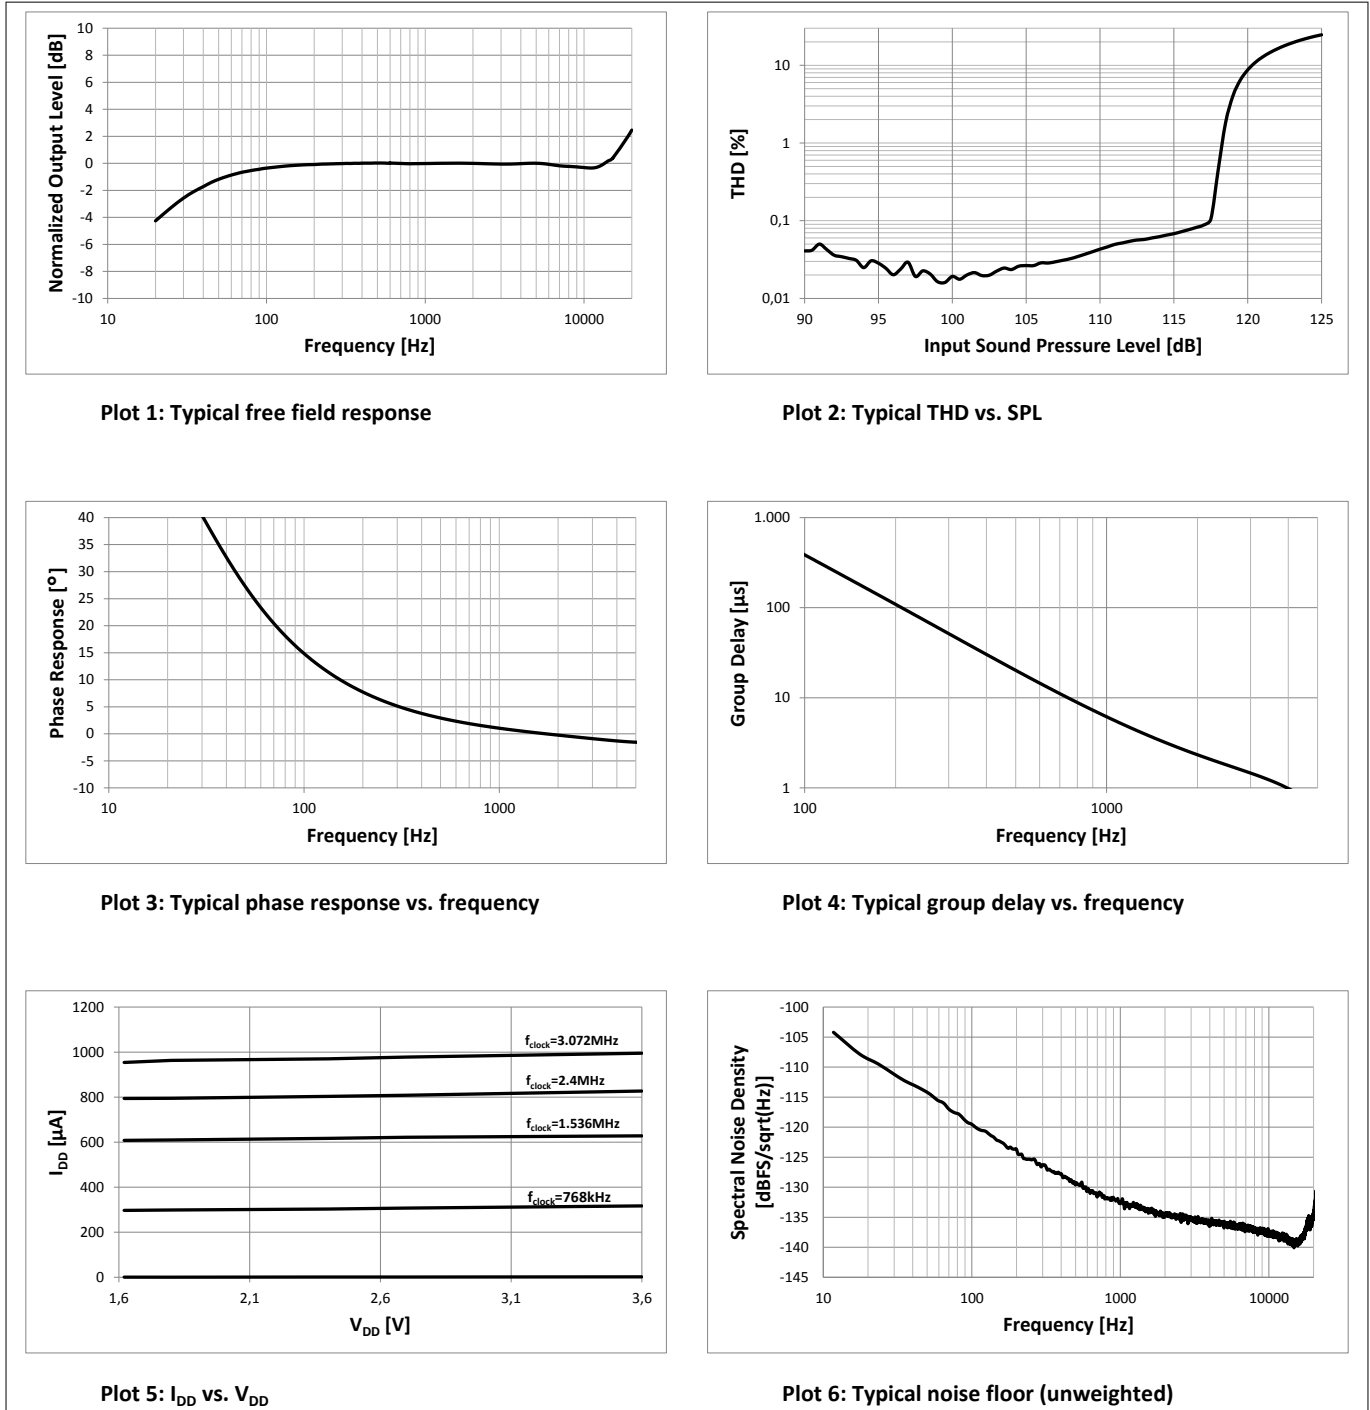 Normalized Output Level [dB]
10
8
6
4
2
0
-2
-4
-6
-8
-10
10 100 1000 10000
Frequency [Hz]
Plot 1: Typical free field response
THD [%]
10
1
0,1
0,01
90 95 100 105 110 115 120 125
Input Sound Pressure Level [dB]
Plot 2: Typical THD vs. SPL
Phase Response [°]
40
35
30
25
20
15
10
5
0
-5
-10
10 100 1000
Frequency [Hz]
Plot 3: Typical phase response vs. frequency
Group Delay [µs]
1.000
100
10
1
100 1000
Frequency [Hz]
Plot 4: Typical group delay vs. frequency
I_DD [µA]
1200
1000
800
600
400
200
0
f_clock=3.072MHz
f_clock=2.4MHz
f_clock=1.536MHz
f_clock=768kHz
1,6 2,1 2,6 3,1 3,6
V_DD [V]
Plot 5: I_DD vs. V_DD
Spectral Noise Density
[dBFS/sqrt(Hz)]
-100
-105
-110
-115
-120
-125
-130
-135
-140
-145
10 100 1000 10000
Frequency [Hz]
Plot 6: Typical noise floor (unweighted)